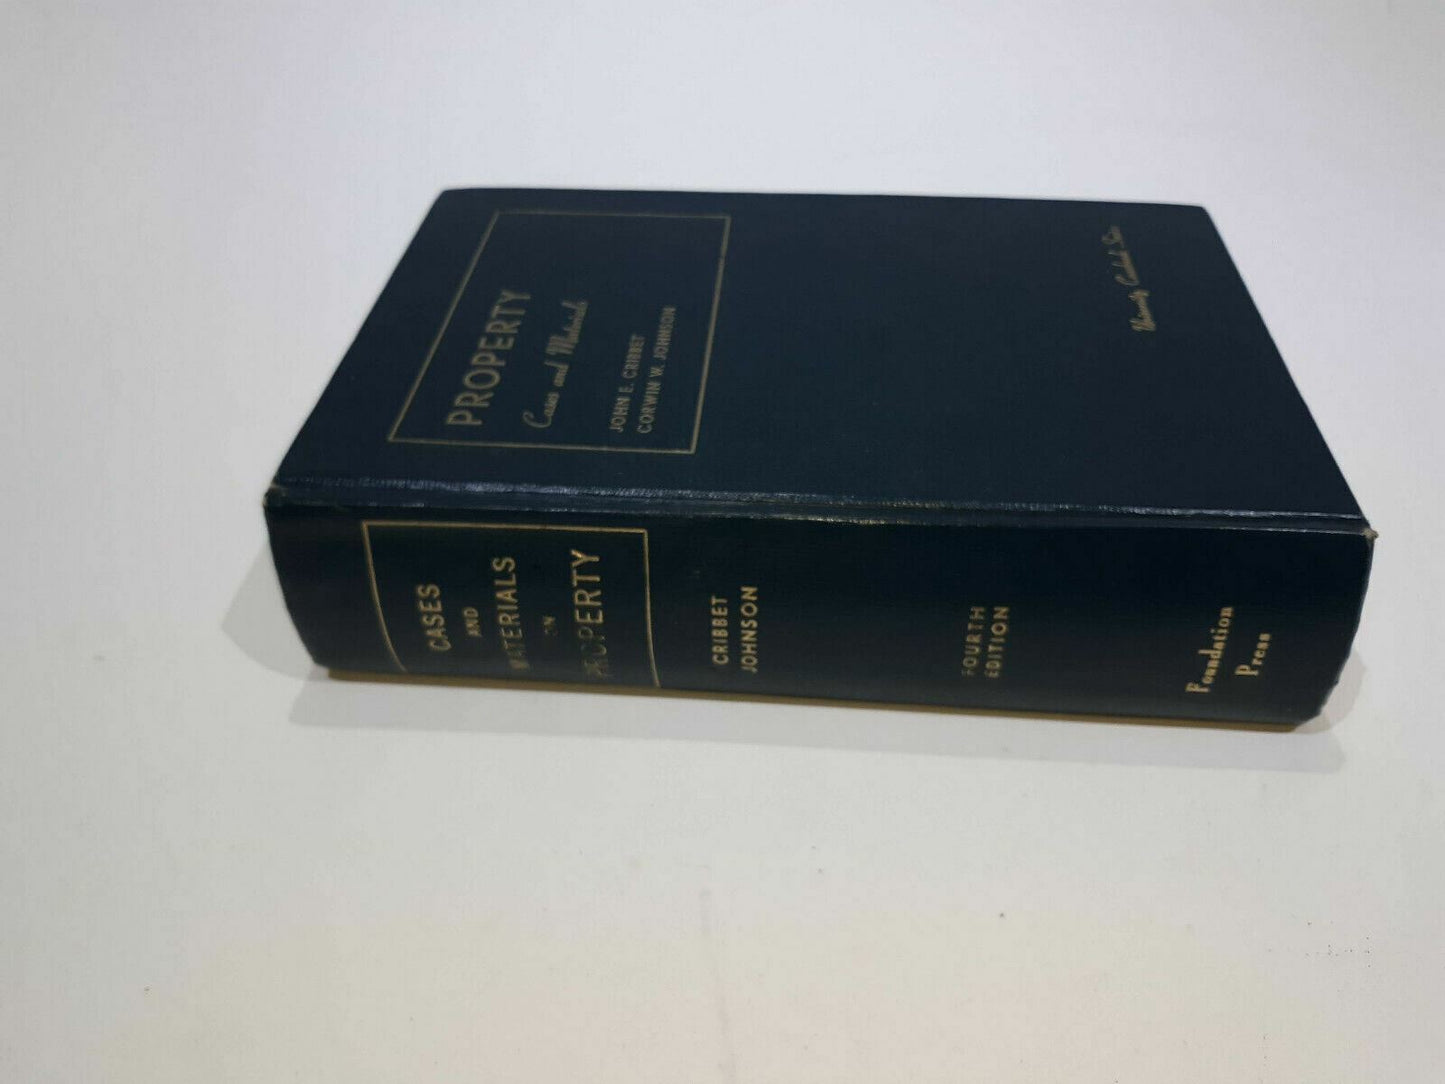 PROPERTY
Cases and Materials
JOHN E. CRIBBET
CORWIN W. JOHNSON
University Casebook Series
CASES
AND
MATERIALS
ON
PROPERTY
CRIBBET
JOHNSON
FOURTH
EDITION
Foundation
Press